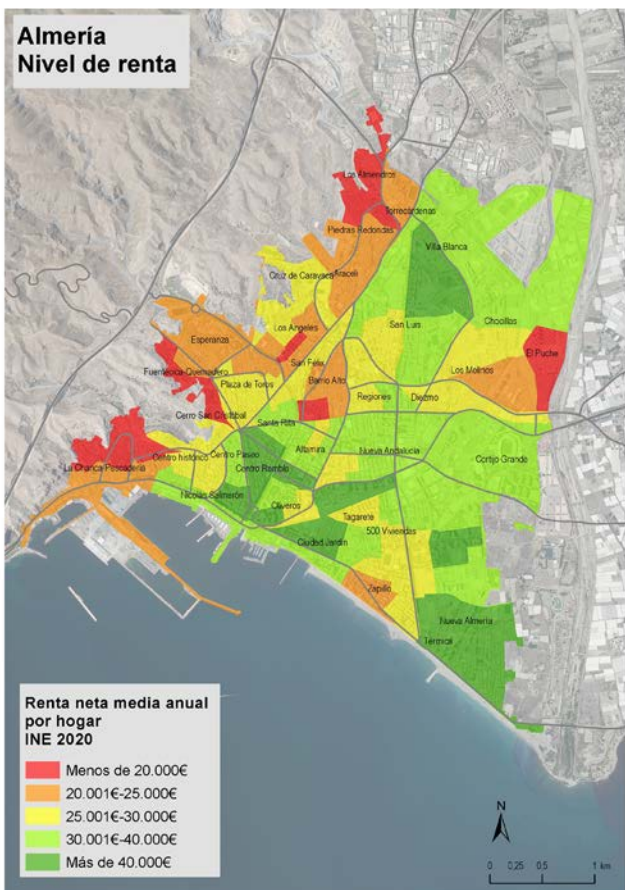 Almería
Nivel de renta
Los Almendros
Torrecárdenas
Piedras Redondas
Villa Blanca
Cruz de Caravaca
Araceli
Chocillas
Los Angeles
San Luis
Esperanza
El Puche
San Félix
Los Molinos
Fuentecica-Quemadero
Plaza de Toros
Barrio Alto
Regiones
Diezmo
Cerro San Cristóbal
Santa Rita
Centro histórico
Centro Paseo
Altamira
Nueva Andalucía
Cortijo Grande
La Chanca-Pescadería
Centro Rambla
Nicolás Salmerón
Oliveros
Tagarete
500 Viviendas
Ciudad Jardín
Zapillo
Nueva Almería
Térmica
Renta neta media anual
por hogar
INE 2020
Menos de 20.000€
20.001€-25.000€
25.001€-30.000€
30.001€-40.000€
Más de 40.000€
N
0 0,25 0,5 1 km